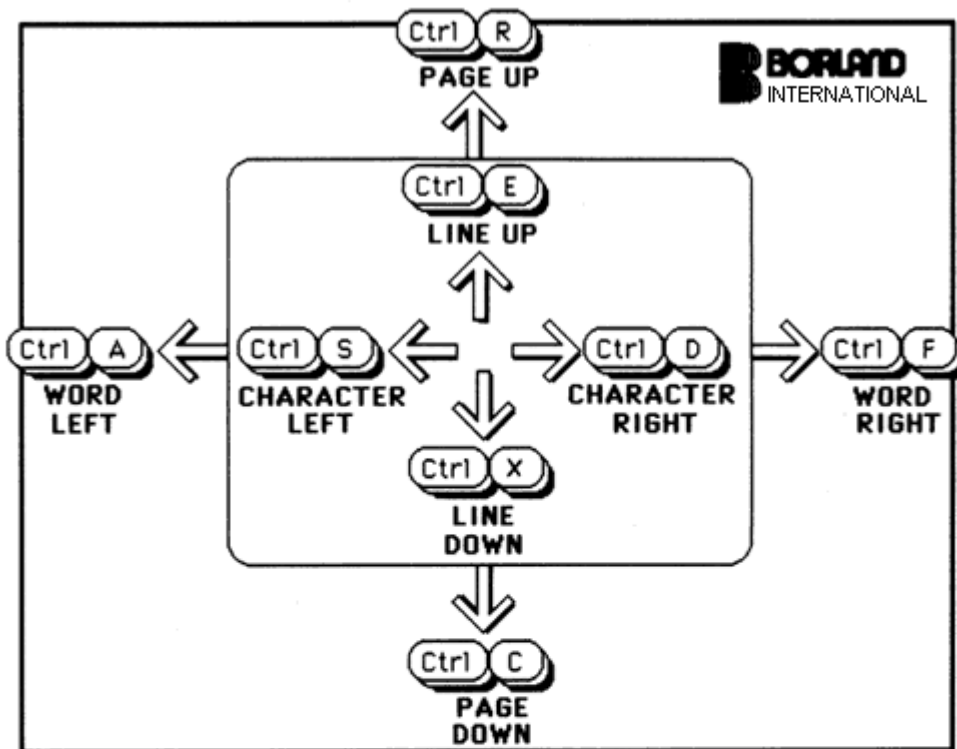 Ctrl R
PAGE UP
BORLAND
INTERNATIONAL
Ctrl E
LINE UP
Ctrl A
WORD
LEFT
Ctrl S
CHARACTER
LEFT
Ctrl D
CHARACTER
RIGHT
Ctrl F
WORD
RIGHT
Ctrl X
LINE
DOWN
Ctrl C
PAGE
DOWN